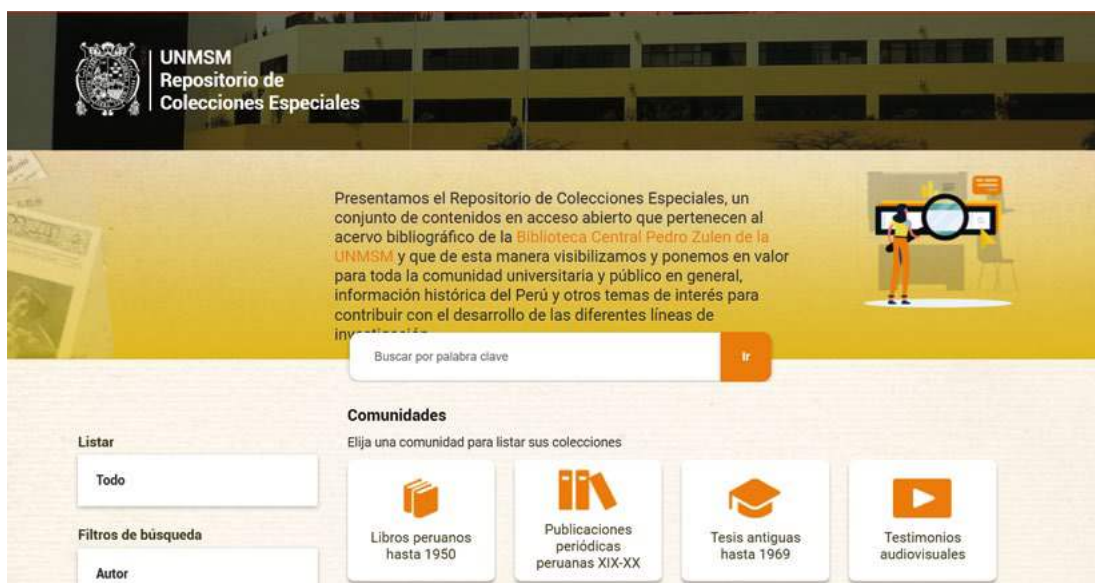 UNMSM
Repositorio de
Colecciones Especiales
Presentamos el Repositorio de Colecciones Especiales, un
conjunto de contenidos en acceso abierto que pertenecen al
acervo bibliográfico de la Biblioteca Central Pedro Zulen de la
UNMSM y que de esta manera visibilizamos y ponemos en valor
para toda la comunidad universitaria y público en general,
información histórica del Perú y otros temas de interés para
contribuir con el desarrollo de las diferentes líneas de
Buscar por palabra clave
Ir
Comunidades
Elija una comunidad para listar sus colecciones
Listar
Todo
Filtros de búsqueda
Autor
Libros peruanos
hasta 1950
Publicaciones
periódicas
peruanas XIX-XX
Tesis antiguas
hasta 1969
Testimonios
audiovisuales